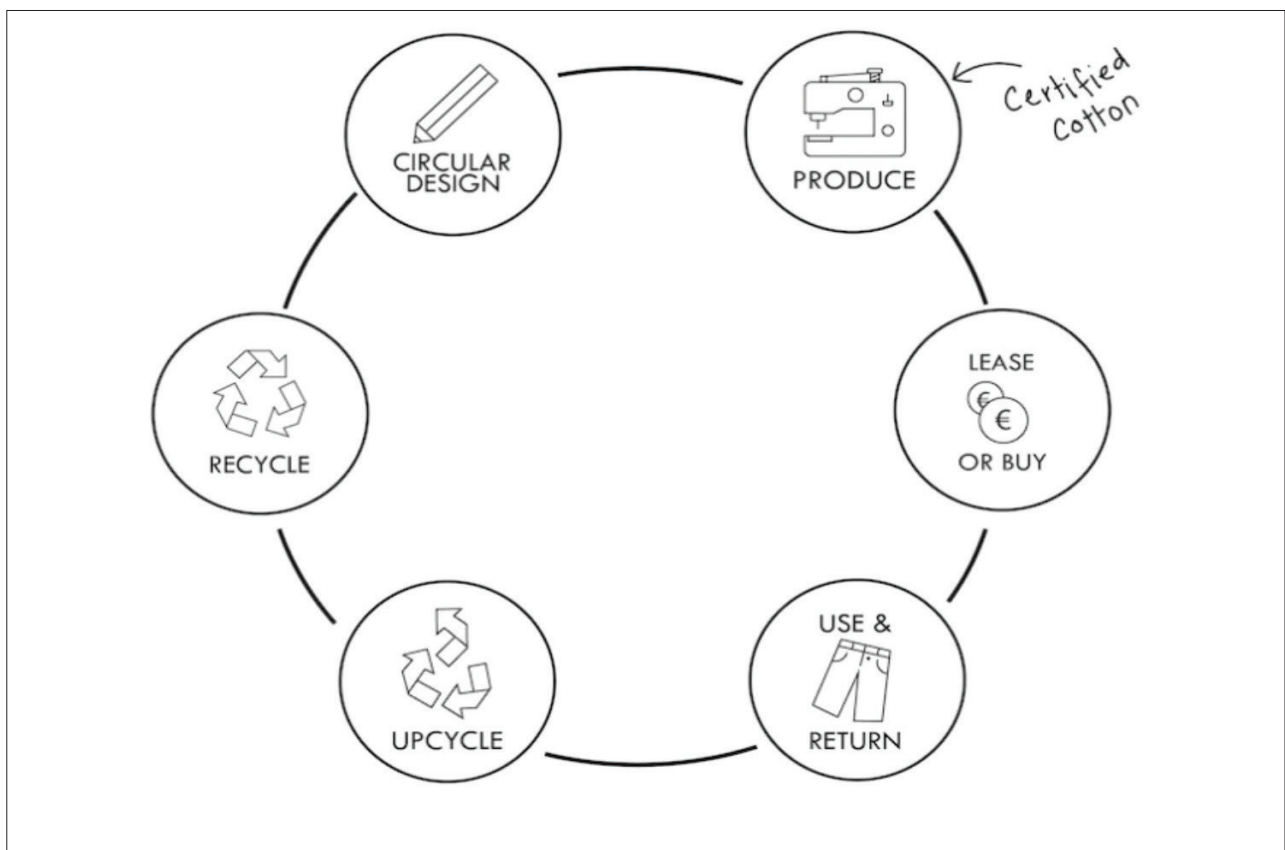 CIRCULAR
DESIGN
PRODUCE
Certified
Cotton
LEASE
€
€
OR BUY
USE &
RETURN
UPCYCLE
RECYCLE